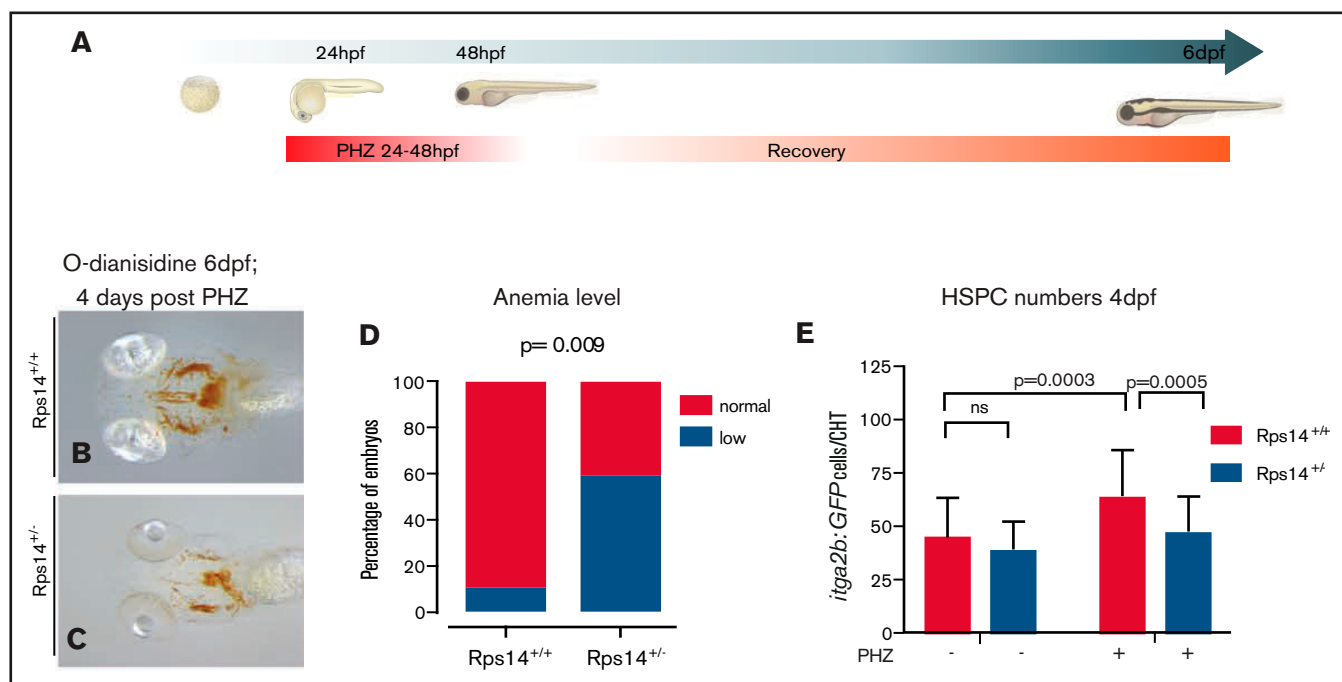 A
24hpf 48hpf 6dpf
PHZ 24-48hpf Recovery
O-dianisidine 6dpf;
4 days post PHZ
Rps14+/+
B
Rps14+/-
C
Anemia level
D
p= 0.009
100
80
60
40
20
0
Percentage of embryos
normal
low
Rps14+/+ Rps14+/-
HSPC numbers 4dpf
E
125
100
75
50
25
0
itga2b: GFP cells/CHT
p=0.0003 p=0.0005
ns
Rps14+/+
Rps14+/-
PHZ - - + +